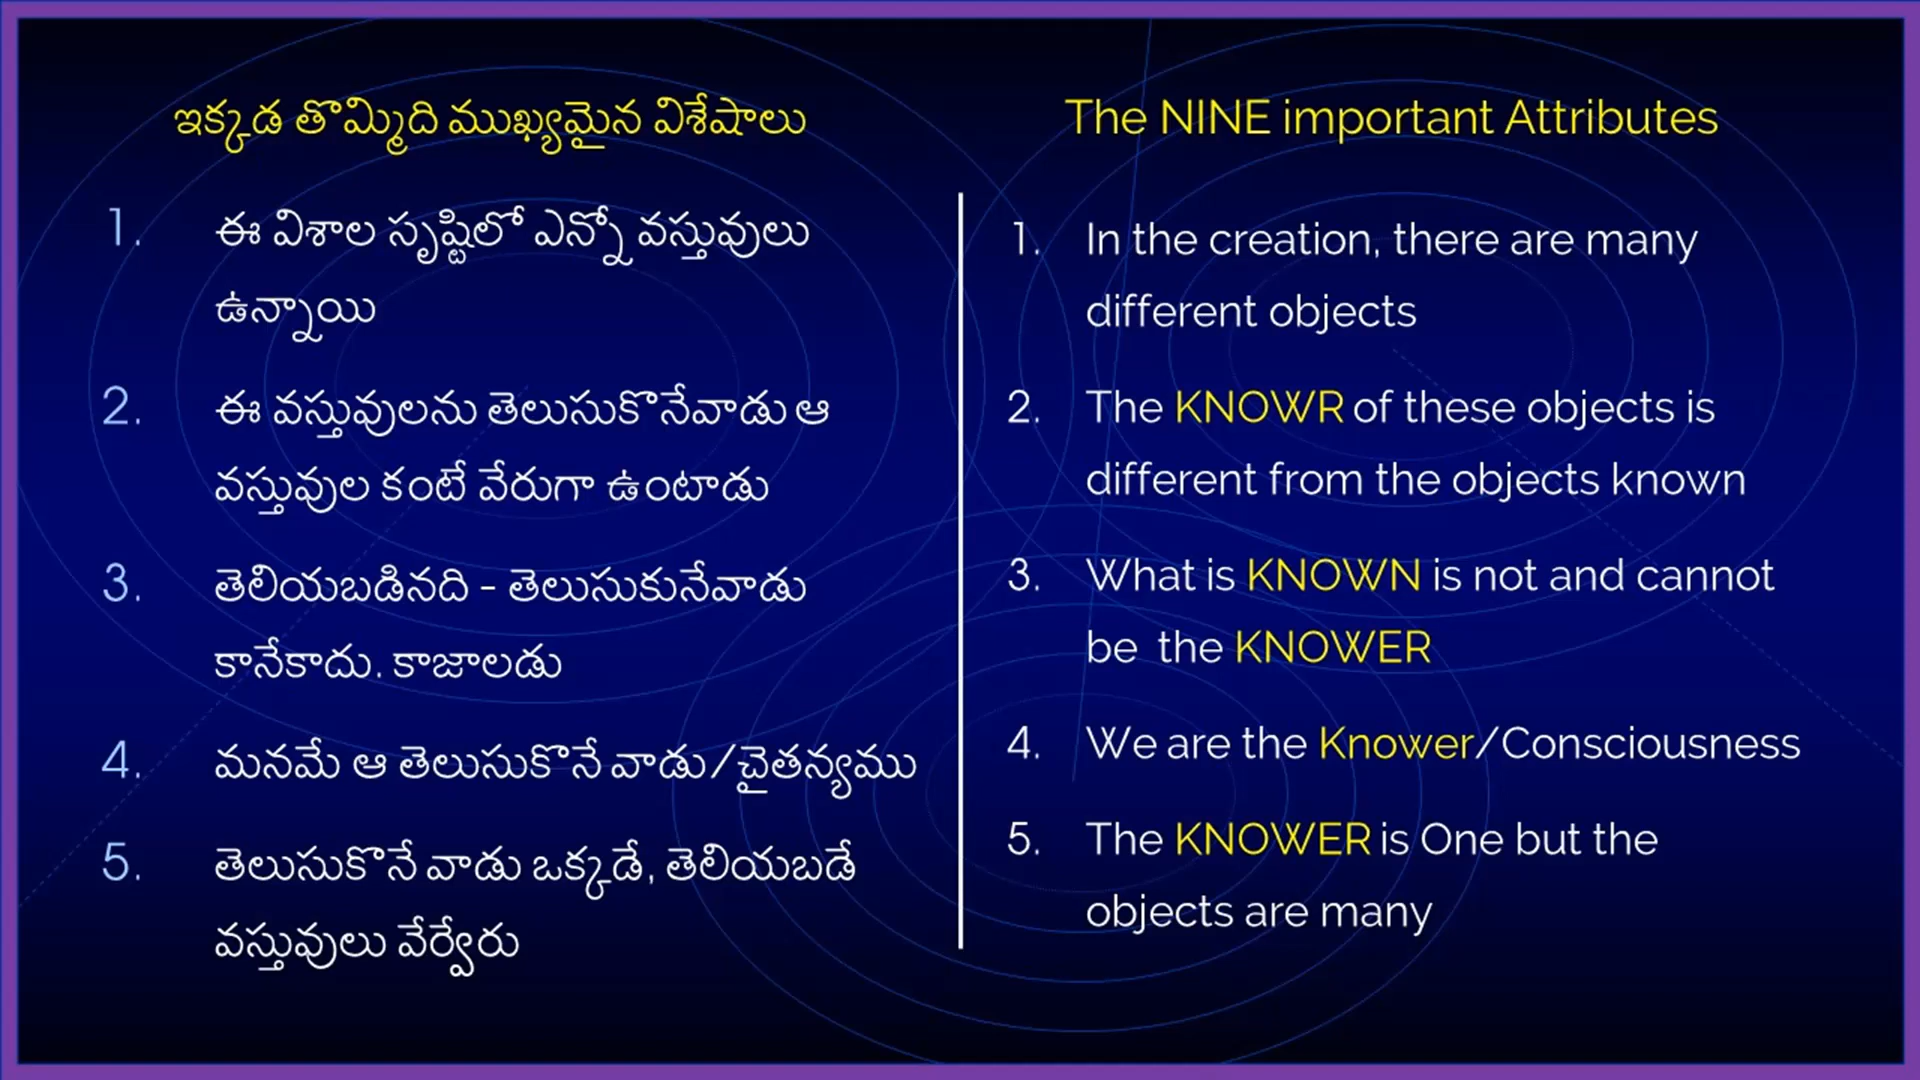 ఇక్కడ తొమ్మిది ముఖ్యమైన విశేషాలు
1. ఈ విశాల సృష్టిలో ఎన్నో వస్తువులు
ఉన్నాయి
2. ఈ వస్తువులను తెలుసుకొనేవాడు ఆ
వస్తువుల కంటే వేరుగా ఉంటాడు
3. తెలియబడినది - తెలుసుకునేవాడు
కానేకాదు. కాజాలడు
4. మనమే ఆ తెలుసుకొనే వాడు/చైతన్యము
5. తెలుసుకొనే వాడు ఒక్కడే, తెలియబడే
వస్తువులు వేర్వేరు
The NINE important Attributes
1. In the creation, there are many
different objects
2. The KNOWR of these objects is
different from the objects known
3. What is KNOWN is not and cannot
be the KNOWER
4. We are the Knower/Consciousness
5. The KNOWER is One but the
objects are many